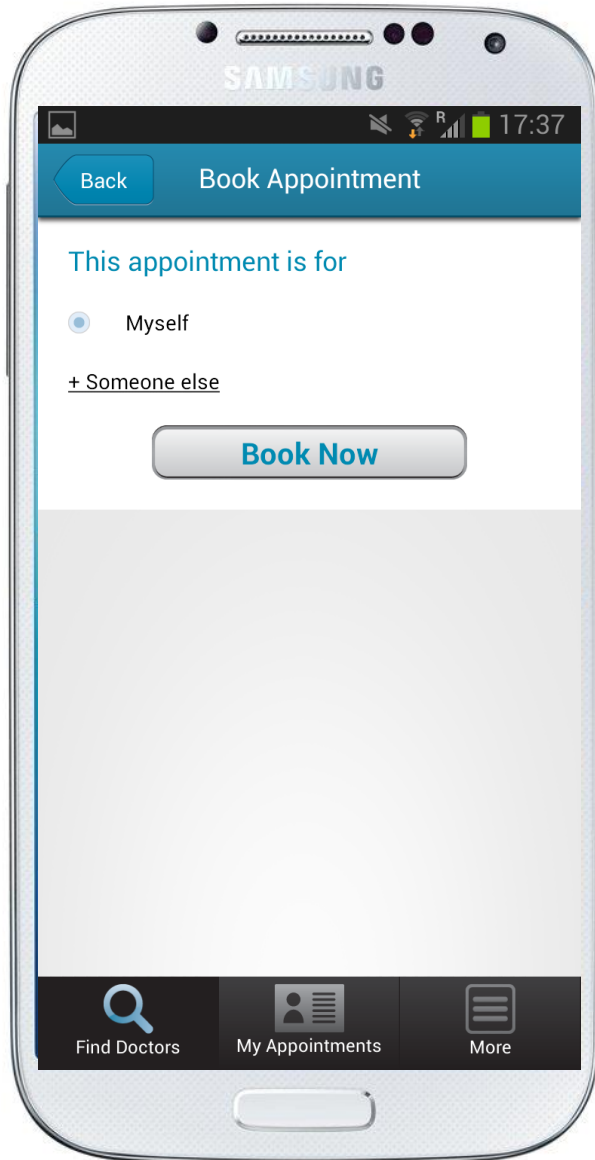 SAMSUNG
R 17:37
Back Book Appointment
This appointment is for
Myself
+ Someone else
Book Now
Find Doctors My Appointments More